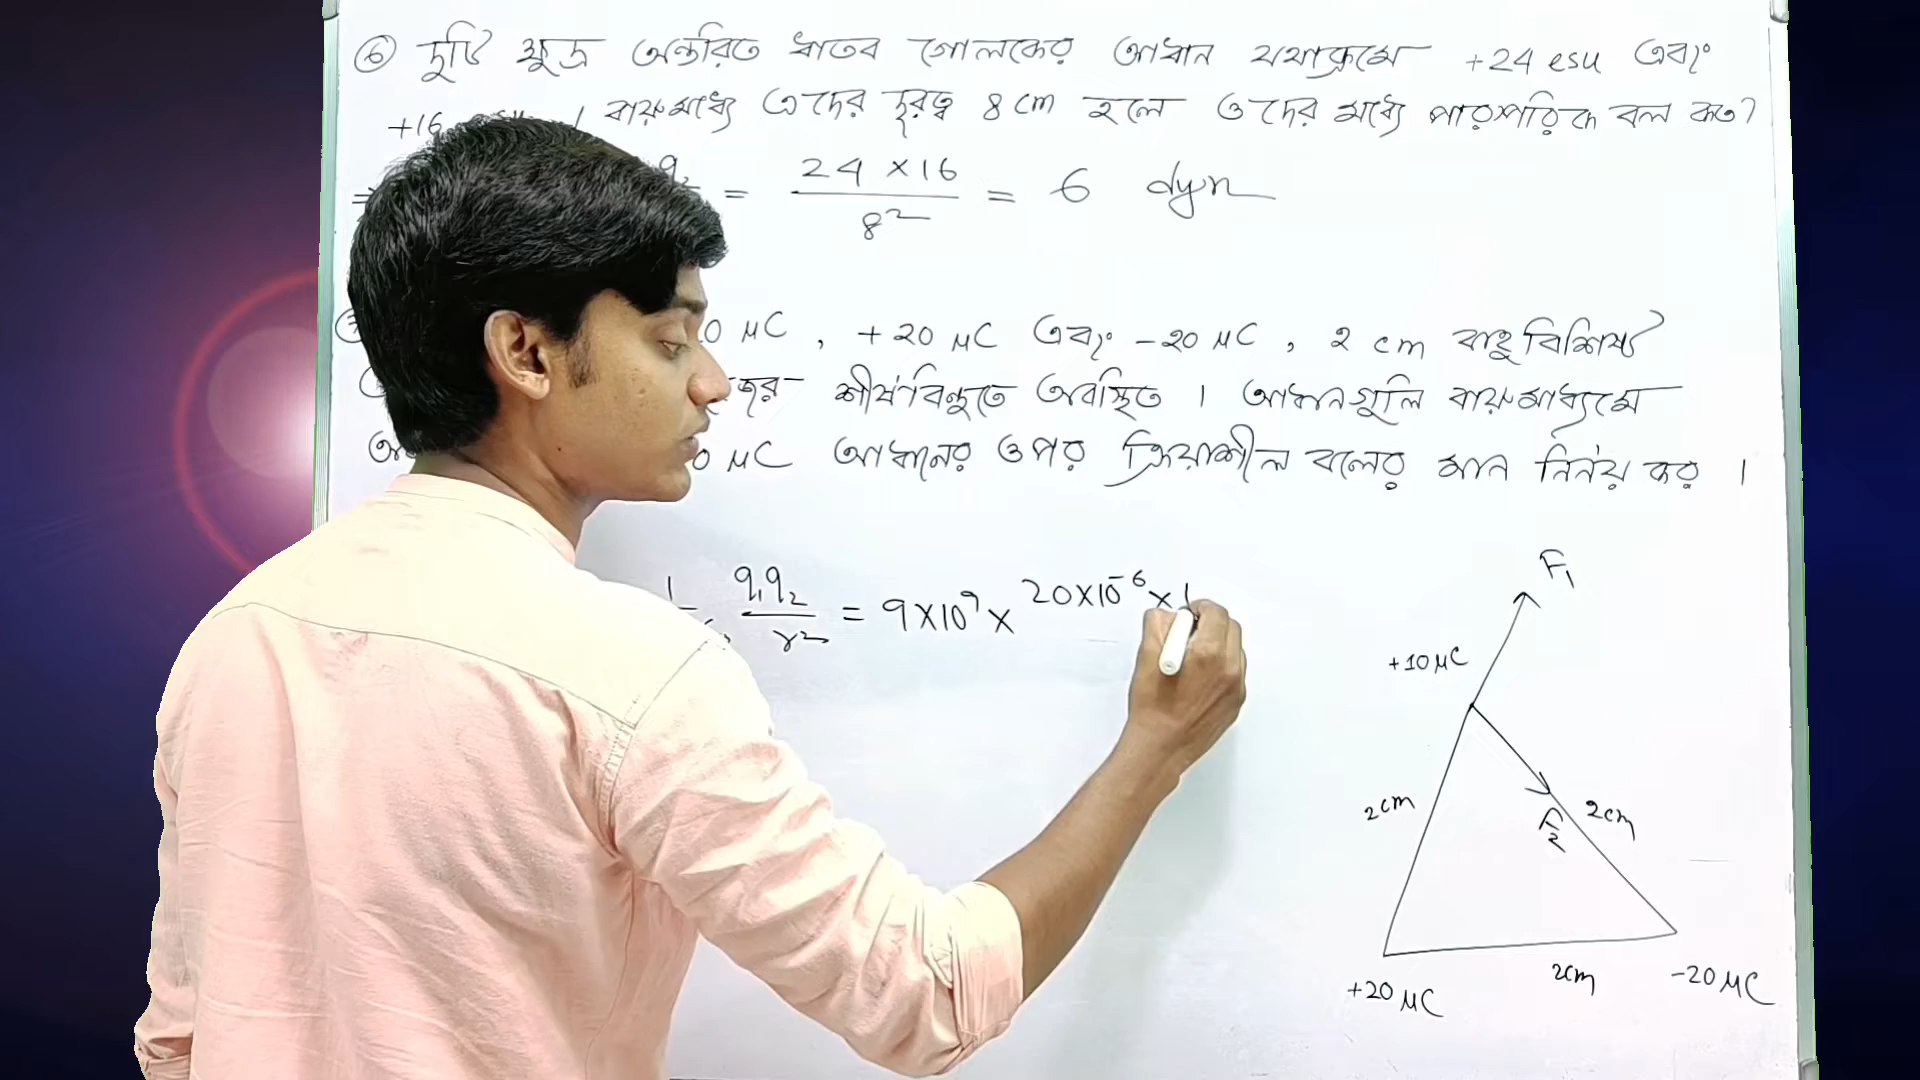 ⑥ দুটি ক্ষুদ্র অন্তরিত ধাতব গোলকের আধান যথাক্রমে +24 esu এবং
+16 । বায়ুমধ্যে এদের দূরত্ব 8 cm হলে ওদের মধ্যে পারস্পরিক বল কত?
= 24 × 16 / 8² = 6 dyn
0 μC , +20 μC এবং -20 μC , 2 cm বাহু বিশিষ্ট
শীর্ষবিন্দুতে অবস্থিত । আধানগুলি বায়ুমাধ্যমে
0 μC আধানের ওপর ক্রিয়াশীল বলের মান নির্ণয় কর ।
q₁q₂ / r² = 9×10⁹ × 20×10⁻⁶ × 1
F₁
+10 μC
2cm
F₂
2cm
2cm
+20 μC
-20 μC